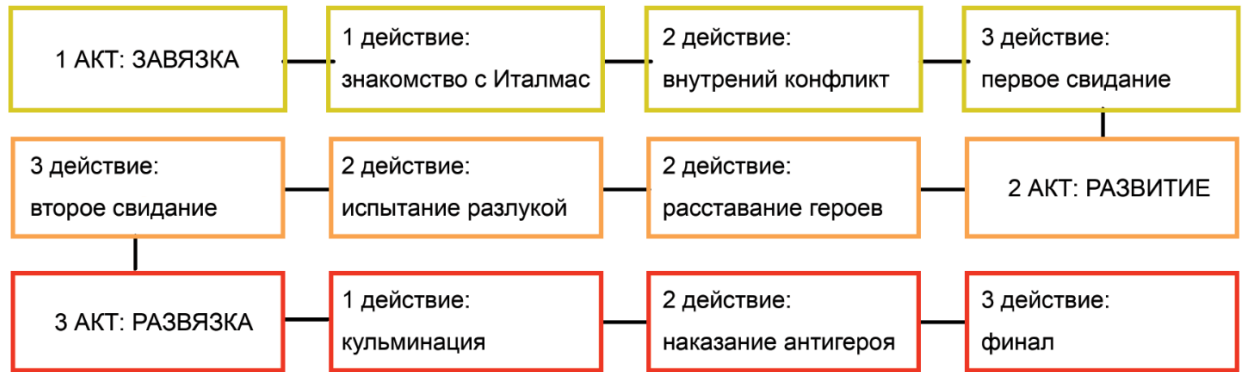 1 АКТ: ЗАВЯЗКА
1 действие:
знакомство с Италмас
2 действие:
внутрений конфликт
3 действие:
первое свидание
2 АКТ: РАЗВИТИЕ
2 действие:
расставание героев
2 действие:
испытание разлукой
3 действие:
второе свидание
3 АКТ: РАЗВЯЗКА
1 действие:
кульминация
2 действие:
наказание антигероя
3 действие:
финал